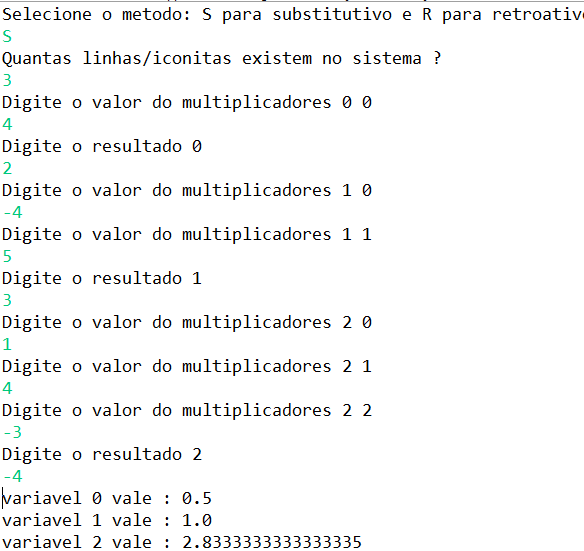 Selecione o metodo: S para substitutivo e R para retroativo
S
Quantas linhas/iconitas existem no sistema ?
3
Digite o valor do multiplicadores 0 0
4
Digite o resultado 0
2
Digite o valor do multiplicadores 1 0
-4
Digite o valor do multiplicadores 1 1
5
Digite o resultado 1
3
Digite o valor do multiplicadores 2 0
1
Digite o valor do multiplicadores 2 1
4
Digite o valor do multiplicadores 2 2
-3
Digite o resultado 2
-4
variavel 0 vale : 0.5
variavel 1 vale : 1.0
variavel 2 vale : 2.8333333333333335